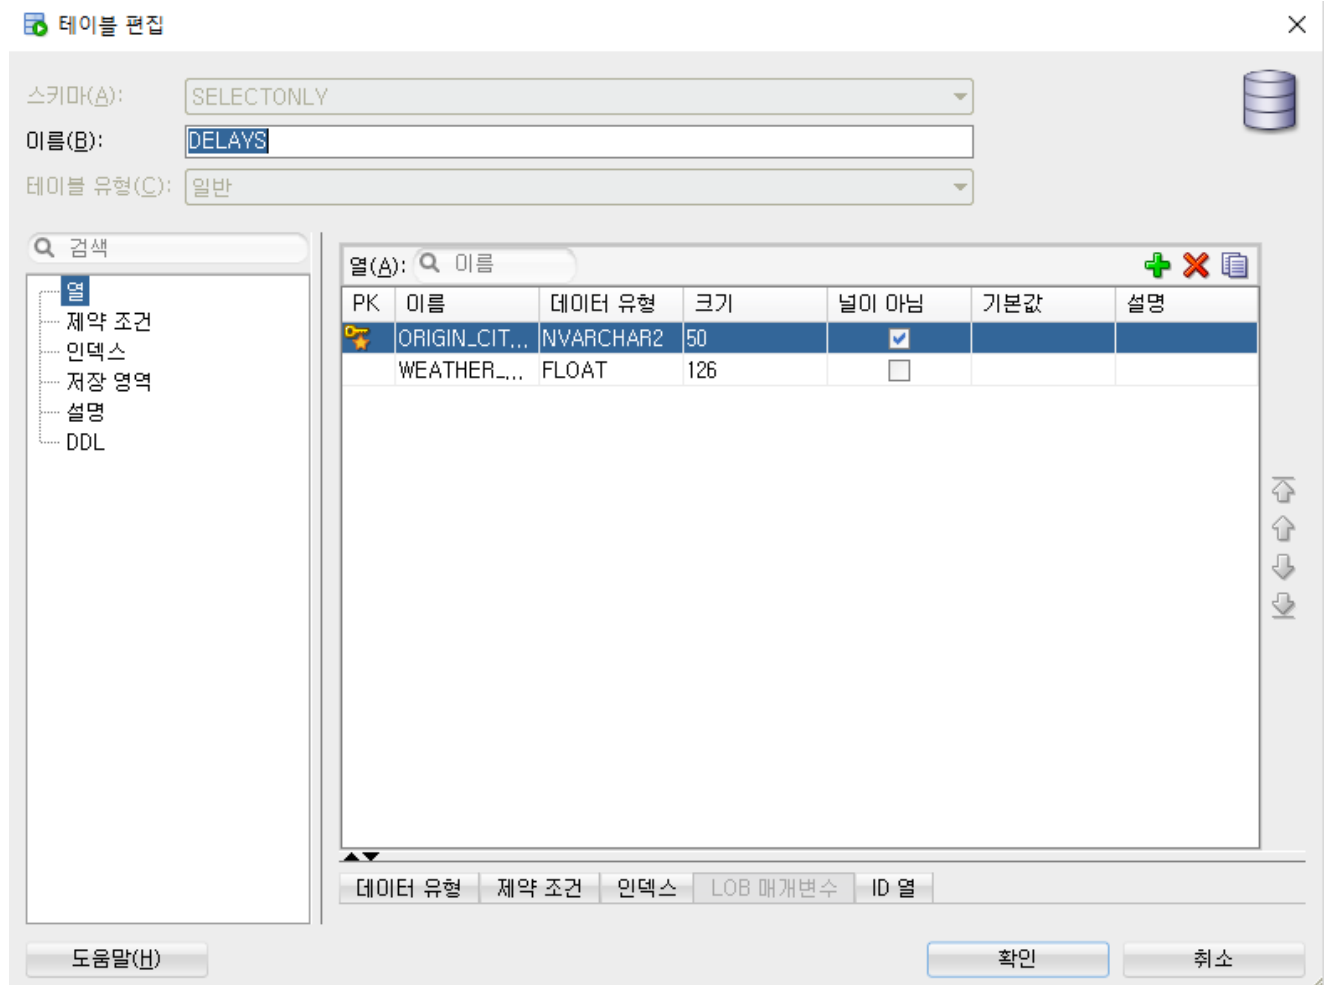 테이블 편집
스키마(A): SELECTONLY
이름(B): DELAYS
테이블 유형(C): 일반
검색
열
제약 조건
인덱스
저장 영역
설명
DDL
열(A): 이름
PK 이름 데이터 유형 크기 널이 아님 기본값 설명
ORIGIN_CIT... NVARCHAR2 50
WEATHER_... FLOAT 126
데이터 유형 제약 조건 인덱스 LOB 매개변수 ID 열
도움말(H) 확인 취소